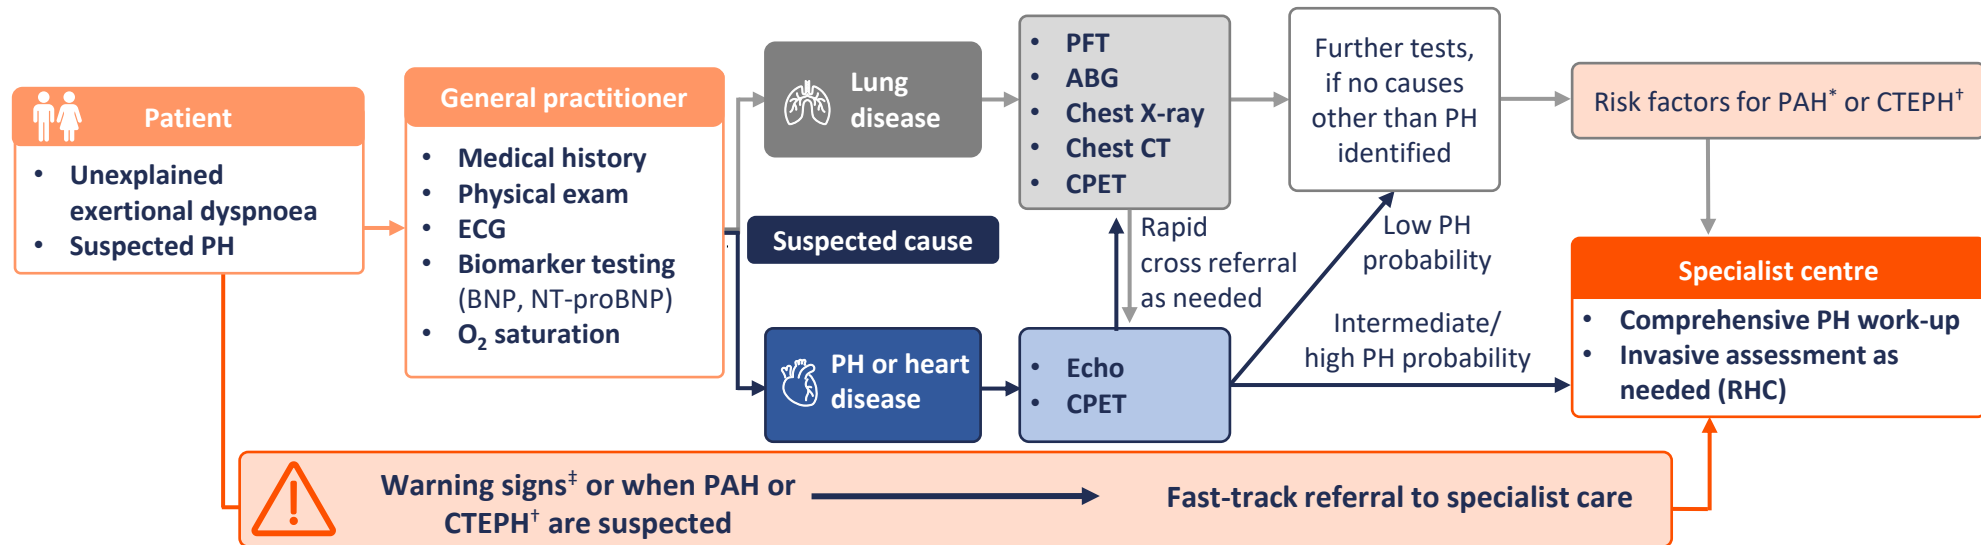 Patient
• Unexplained
exertional dyspnoea
• Suspected PH
General practitioner
• Medical history
• Physical exam
• ECG
• Biomarker testing
(BNP, NT-proBNP)
• O₂ saturation
Suspected cause
Lung
disease
PH or heart
disease
• PFT
• ABG
• Chest X-ray
• Chest CT
• CPET
Rapid
cross referral
as needed
• Echo
• CPET
Further tests,
if no causes
other than PH
identified
Low PH
probability
Intermediate/
high PH probability
Risk factors for PAH* or CTEPH†
Specialist centre
• Comprehensive PH work-up
• Invasive assessment as
needed (RHC)
Warning signs‡ or when PAH or
CTEPH† are suspected
Fast-track referral to specialist care